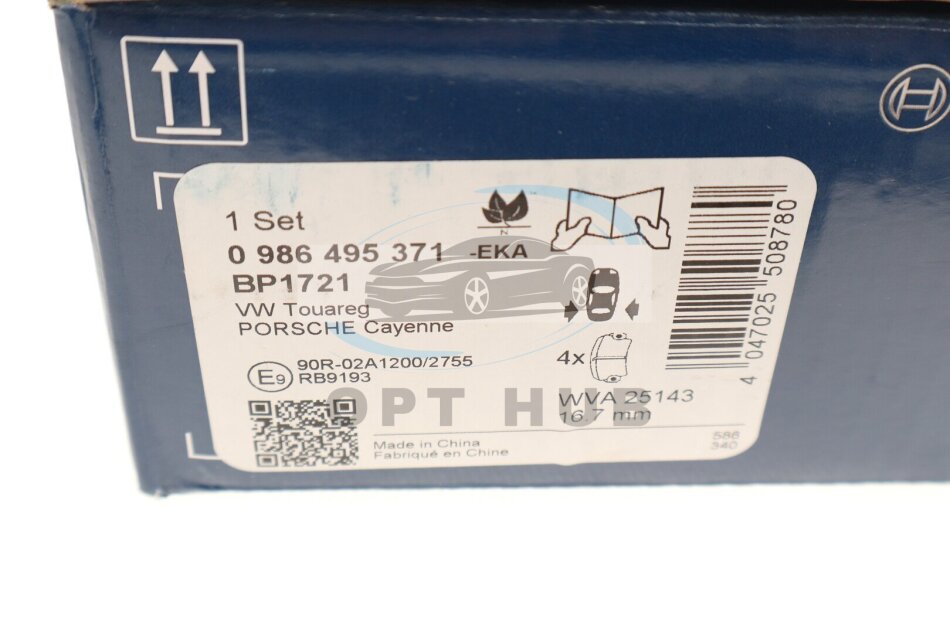 1 Set
0 986 495 371 -EKA
BP1721
VW Touareg
PORSCHE Cayenne
E9 90R-02A1200/2755
RB9193
4x
WVA 25143
16.7 mm
OPT HUB
Made in China
Fabriqué en Chine
586
340
4 047025 508780
N